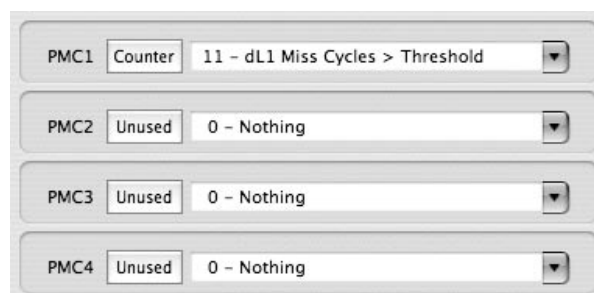 PMC1 Counter 11 – dL1 Miss Cycles > Threshold
PMC2 Unused 0 – Nothing
PMC3 Unused 0 – Nothing
PMC4 Unused 0 – Nothing